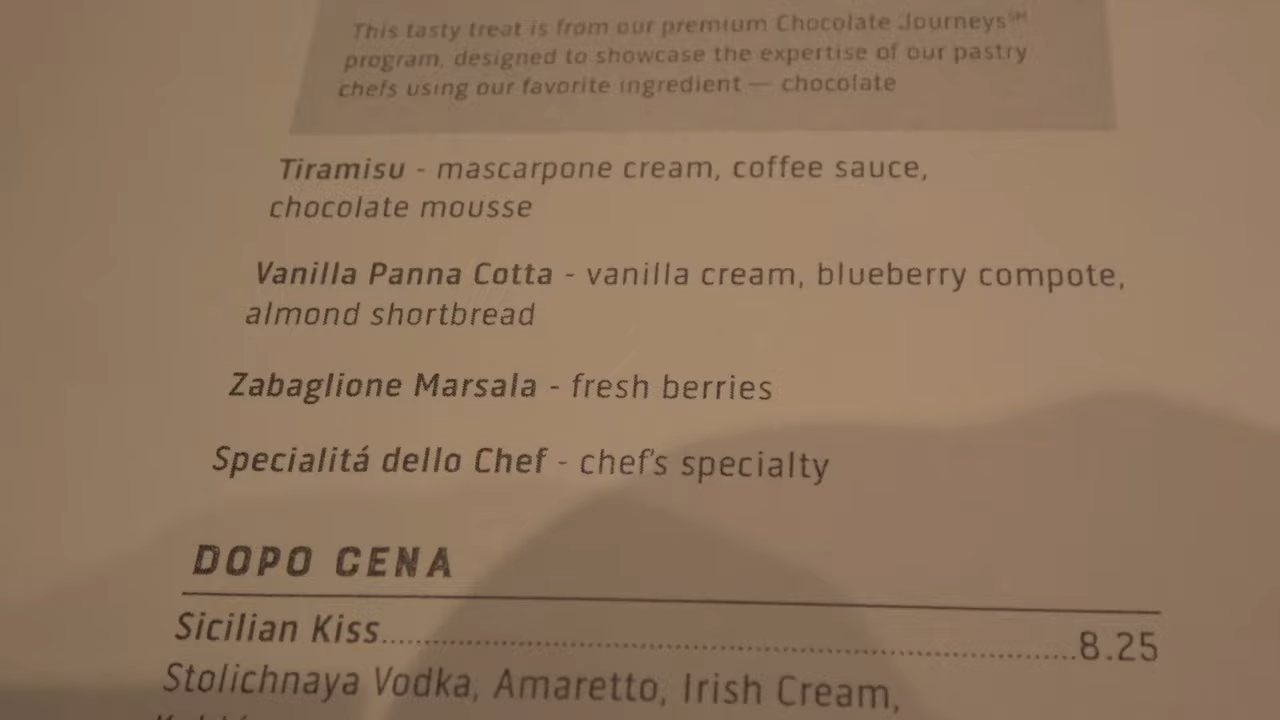 This tasty treat is from our premium Chocolate Journeys℠
program, designed to showcase the expertise of our pastry
chefs using our favorite ingredient — chocolate
Tiramisu - mascarpone cream, coffee sauce,
chocolate mousse
Vanilla Panna Cotta - vanilla cream, blueberry compote,
almond shortbread
Zabaglione Marsala - fresh berries
Specialitá dello Chef - chef's specialty
DOPO CENA
Sicilian Kiss........................................................................8.25
Stolichnaya Vodka, Amaretto, Irish Cream,